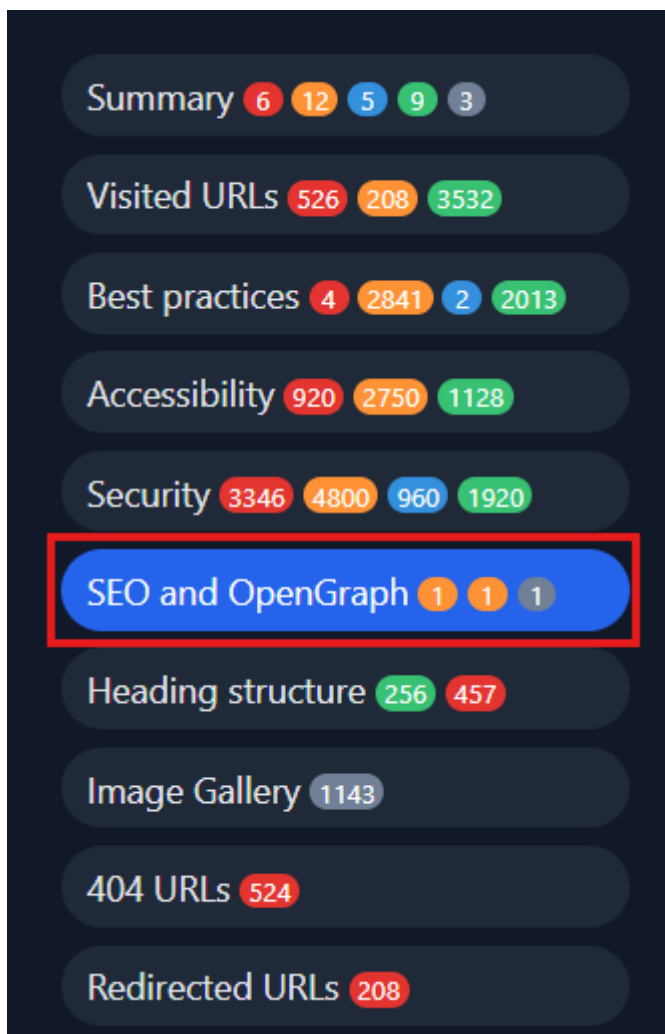 Summary 6 12 5 9 3
Visited URLs 526 208 3532
Best practices 4 2841 2 2013
Accessibility 920 2750 1128
Security 3346 4800 960 1920
SEO and OpenGraph 1 1 1
Heading structure 256 457
Image Gallery 1143
404 URLs 524
Redirected URLs 208